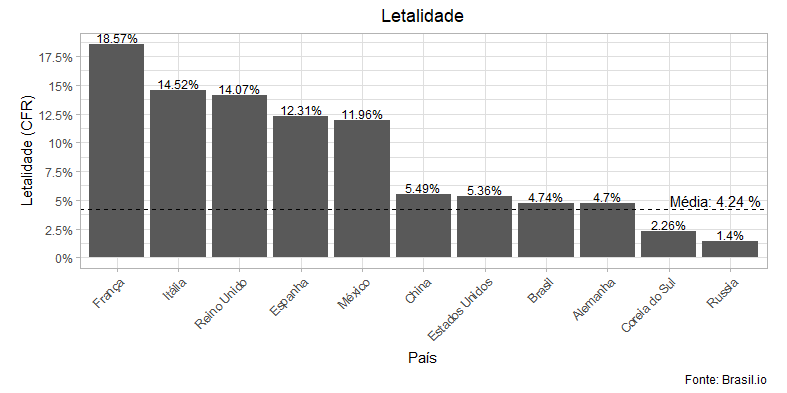 Letalidade
Letalidade (CFR)
17.5%
15%
12.5%
10%
7.5%
5%
2.5%
0%
18.57%
14.52%
14.07%
12.31%
11.96%
5.49%
5.36%
4.74%
4.7%
2.26%
1.4%
Média: 4.24 %
França
Itália
Reino Unido
Espanha
México
China
Estados Unidos
Brasil
Alemanha
Coreia do Sul
Russia
País
Fonte: Brasil.io